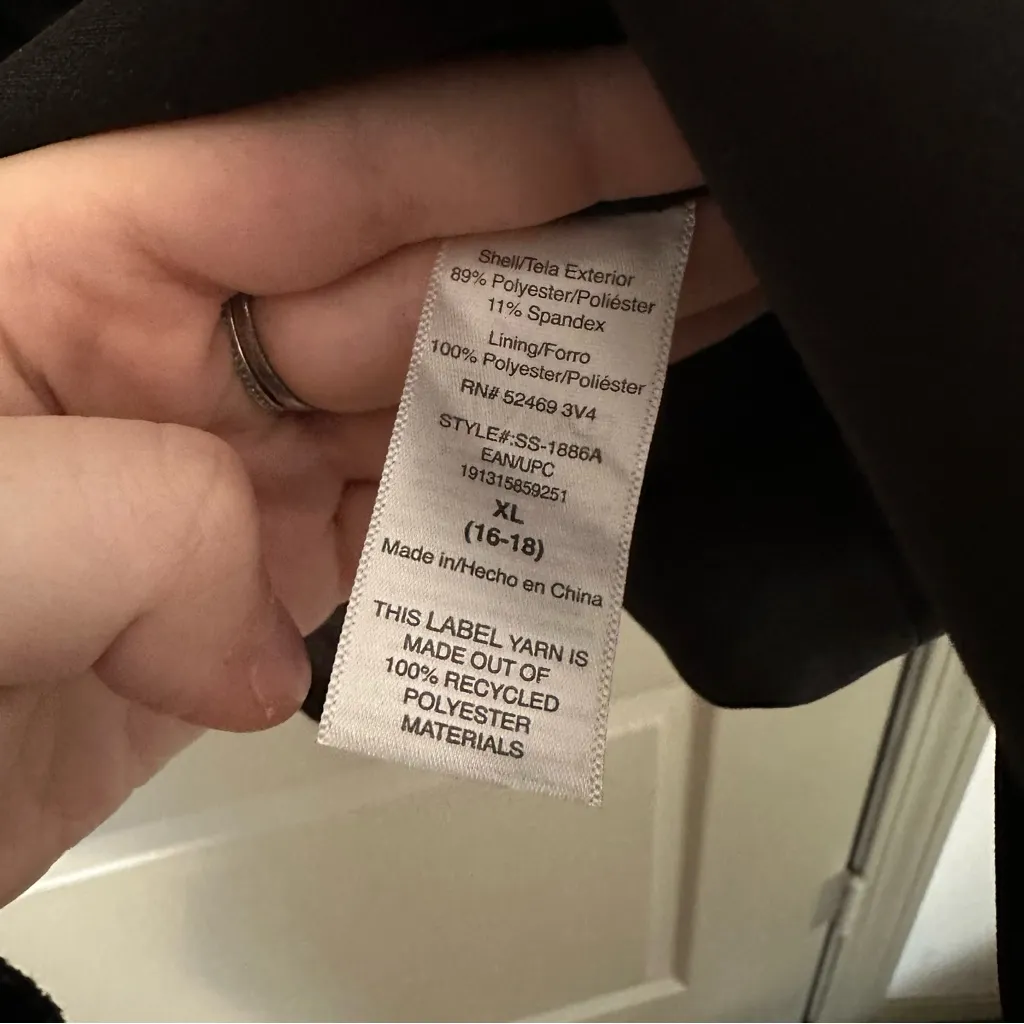 Shell/Tela Exterior
89% Polyester/Poliéster
11% Spandex
Lining/Forro
100% Polyester/Poliéster
RN# 52469 3V4
STYLE#:SS-1886A
EAN/UPC
191315859251
XL
(16-18)
Made in/Hecho en China
THIS LABEL YARN IS
MADE OUT OF
100% RECYCLED
POLYESTER
MATERIALS